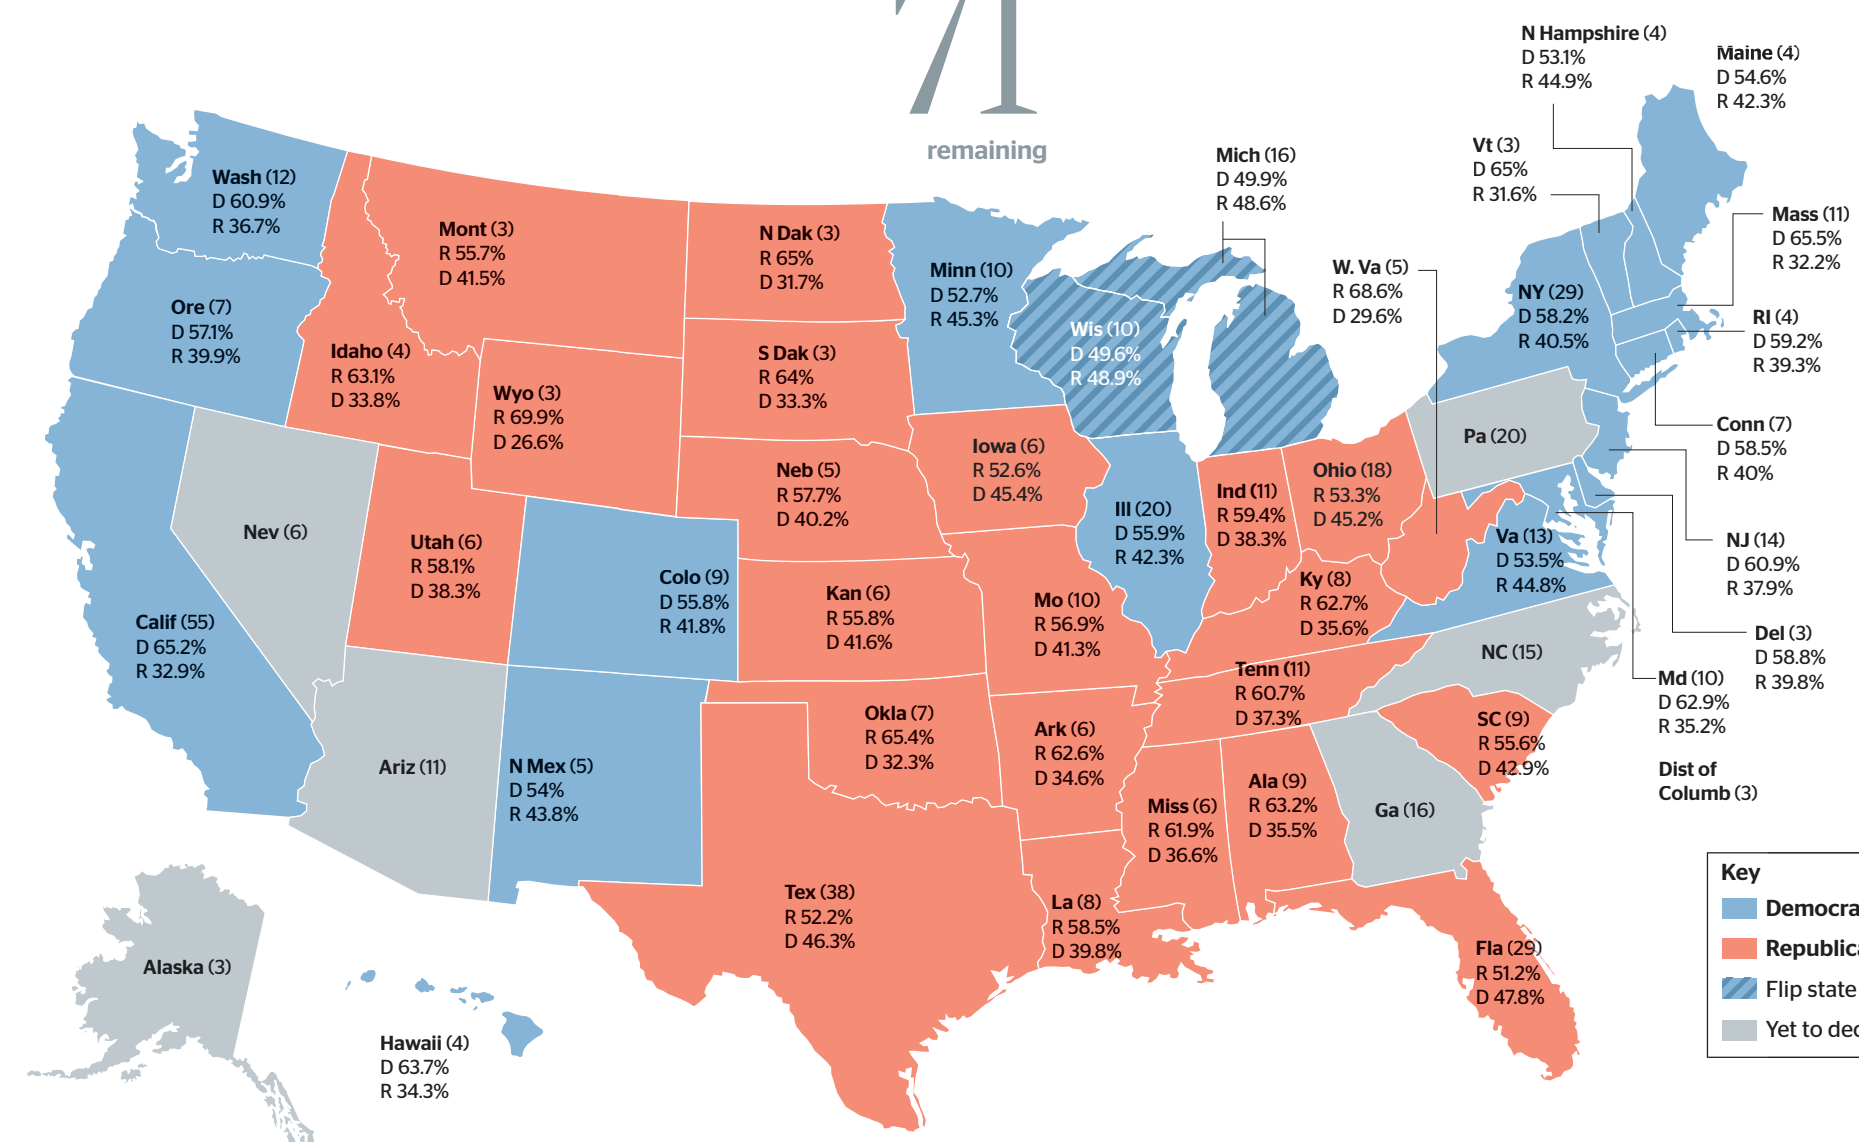 71
remaining
N Hampshire (4)
D 53.1%
R 44.9%
Maine (4)
D 54.6%
R 42.3%
Vt (3)
D 65%
R 31.6%
Mich (16)
D 49.9%
R 48.6%
Mass (11)
D 65.5%
R 32.2%
Wash (12)
D 60.9%
R 36.7%
Mont (3)
R 55.7%
D 41.5%
N Dak (3)
R 65%
D 31.7%
Minn (10)
D 52.7%
R 45.3%
W. Va (5)
R 68.6%
D 29.6%
NY (29)
D 58.2%
R 40.5%
RI (4)
D 59.2%
R 39.3%
Ore (7)
D 57.1%
R 39.9%
Idaho (4)
R 63.1%
D 33.8%
Wyo (3)
R 69.9%
D 26.6%
S Dak (3)
R 64%
D 33.3%
Wis (10)
D 49.6%
R 48.9%
Conn (7)
D 58.5%
R 40%
Pa (20)
Iowa (6)
R 52.6%
D 45.4%
Neb (5)
R 57.7%
D 40.2%
Ohio (18)
R 53.3%
D 45.2%
Ind (11)
R 59.4%
D 38.3%
Ill (20)
D 55.9%
R 42.3%
Nev (6)
Utah (6)
R 58.1%
D 38.3%
Va (13)
D 53.5%
R 44.8%
NJ (14)
D 60.9%
R 37.9%
Colo (9)
D 55.8%
R 41.8%
Kan (6)
R 55.8%
D 41.6%
Mo (10)
R 56.9%
D 41.3%
Ky (8)
R 62.7%
D 35.6%
Calif (55)
D 65.2%
R 32.9%
Del (3)
D 58.8%
R 39.8%
NC (15)
Tenn (11)
R 60.7%
D 37.3%
Md (10)
D 62.9%
R 35.2%
Okla (7)
R 65.4%
D 32.3%
Ark (6)
R 62.6%
D 34.6%
SC (9)
R 55.6%
D 42.9%
Ariz (11)
N Mex (5)
D 54%
R 43.8%
Dist of
Columb (3)
Miss (6)
R 61.9%
D 36.6%
Ala (9)
R 63.2%
D 35.5%
Ga (16)
Tex (38)
R 52.2%
D 46.3%
La (8)
R 58.5%
D 39.8%
Fla (29)
R 51.2%
D 47.8%
Alaska (3)
Hawaii (4)
D 63.7%
R 34.3%
Key
Democra
Republica
Flip state
Yet to dec